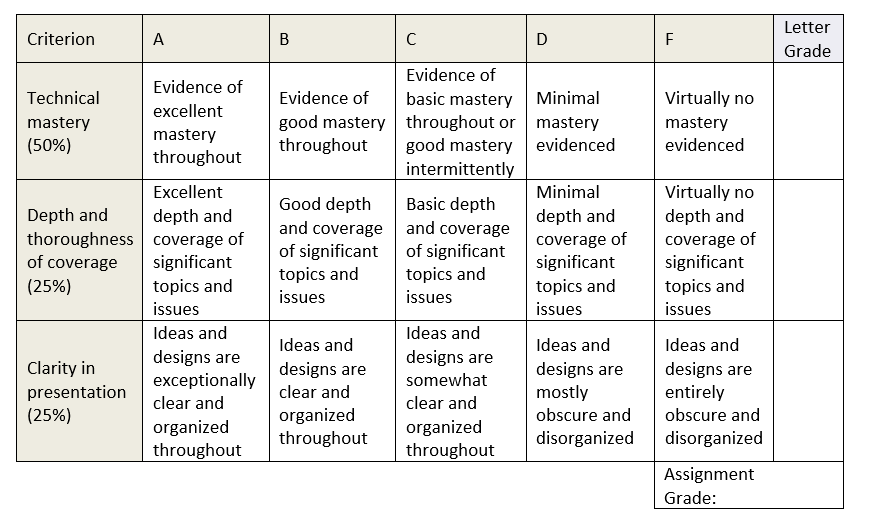 Criterion
A
B
C
D
F
Letter
Grade
Technical
mastery
(50%)
Evidence of
excellent
mastery
throughout
Evidence of
good mastery
throughout
Evidence of
basic mastery
throughout or
good mastery
intermittently
Minimal
mastery
evidenced
Virtually no
mastery
evidenced
Depth and
thoroughness
of coverage
(25%)
Excellent
depth and
coverage of
significant
topics and
issues
Good depth
and coverage
of significant
topics and
issues
Basic depth
and coverage
of significant
topics and
issues
Minimal
depth and
coverage of
significant
topics and
issues
Virtually no
depth and
coverage of
significant
topics and
issues
Clarity in
presentation
(25%)
Ideas and
designs are
exceptionally
clear and
organized
throughout
Ideas and
designs are
clear and
organized
throughout
Ideas and
designs are
somewhat
clear and
organized
throughout
Ideas and
designs are
mostly
obscure and
disorganized
Ideas and
designs are
entirely
obscure and
disorganized
Assignment
Grade: